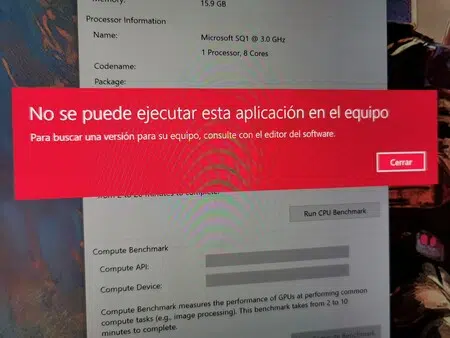 Memory:
15.9 GB
Processor Information
Name:
Microsoft SQ1 @ 3.0 GHz
1 Processor, 8 Cores
Codename:
Package:
No se puede ejecutar esta aplicación en el equipo
Para buscar una versión para su equipo, consulte con el editor del software.
Cerrar
from 2 to 20 minutes to complete.
Run CPU Benchmark
Compute Benchmark
Compute API:
Compute Device:
Compute Benchmark measures the performance of GPUs at performing common
compute tasks (e.g., image processing). This benchmark takes from 2 to 10
minutes to complete.